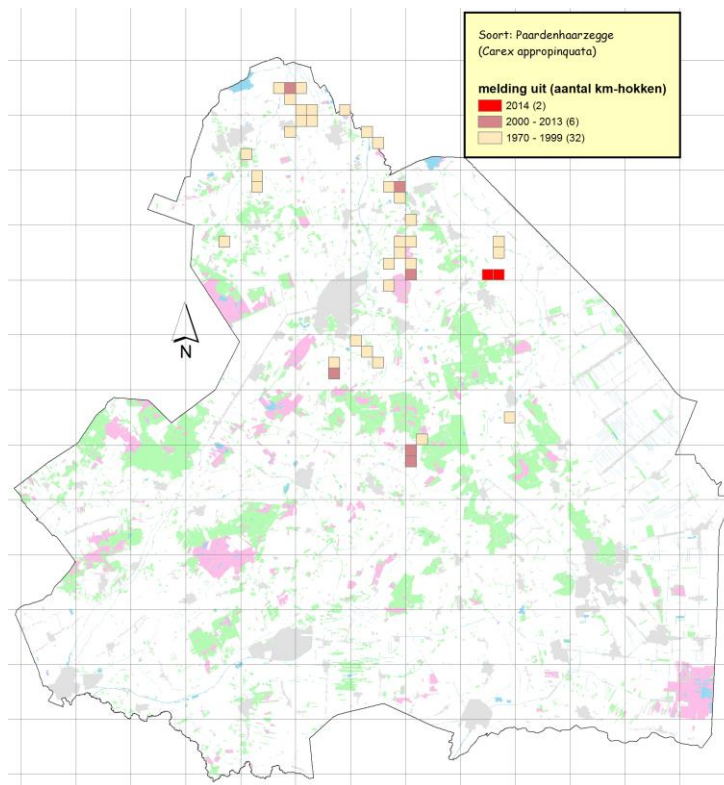 Soort: Paardenhaarzegge
(Carex appropinquata)
melding uit (aantal km-hokken)
2014 (2)
2000 - 2013 (6)
1970 - 1999 (32)
N